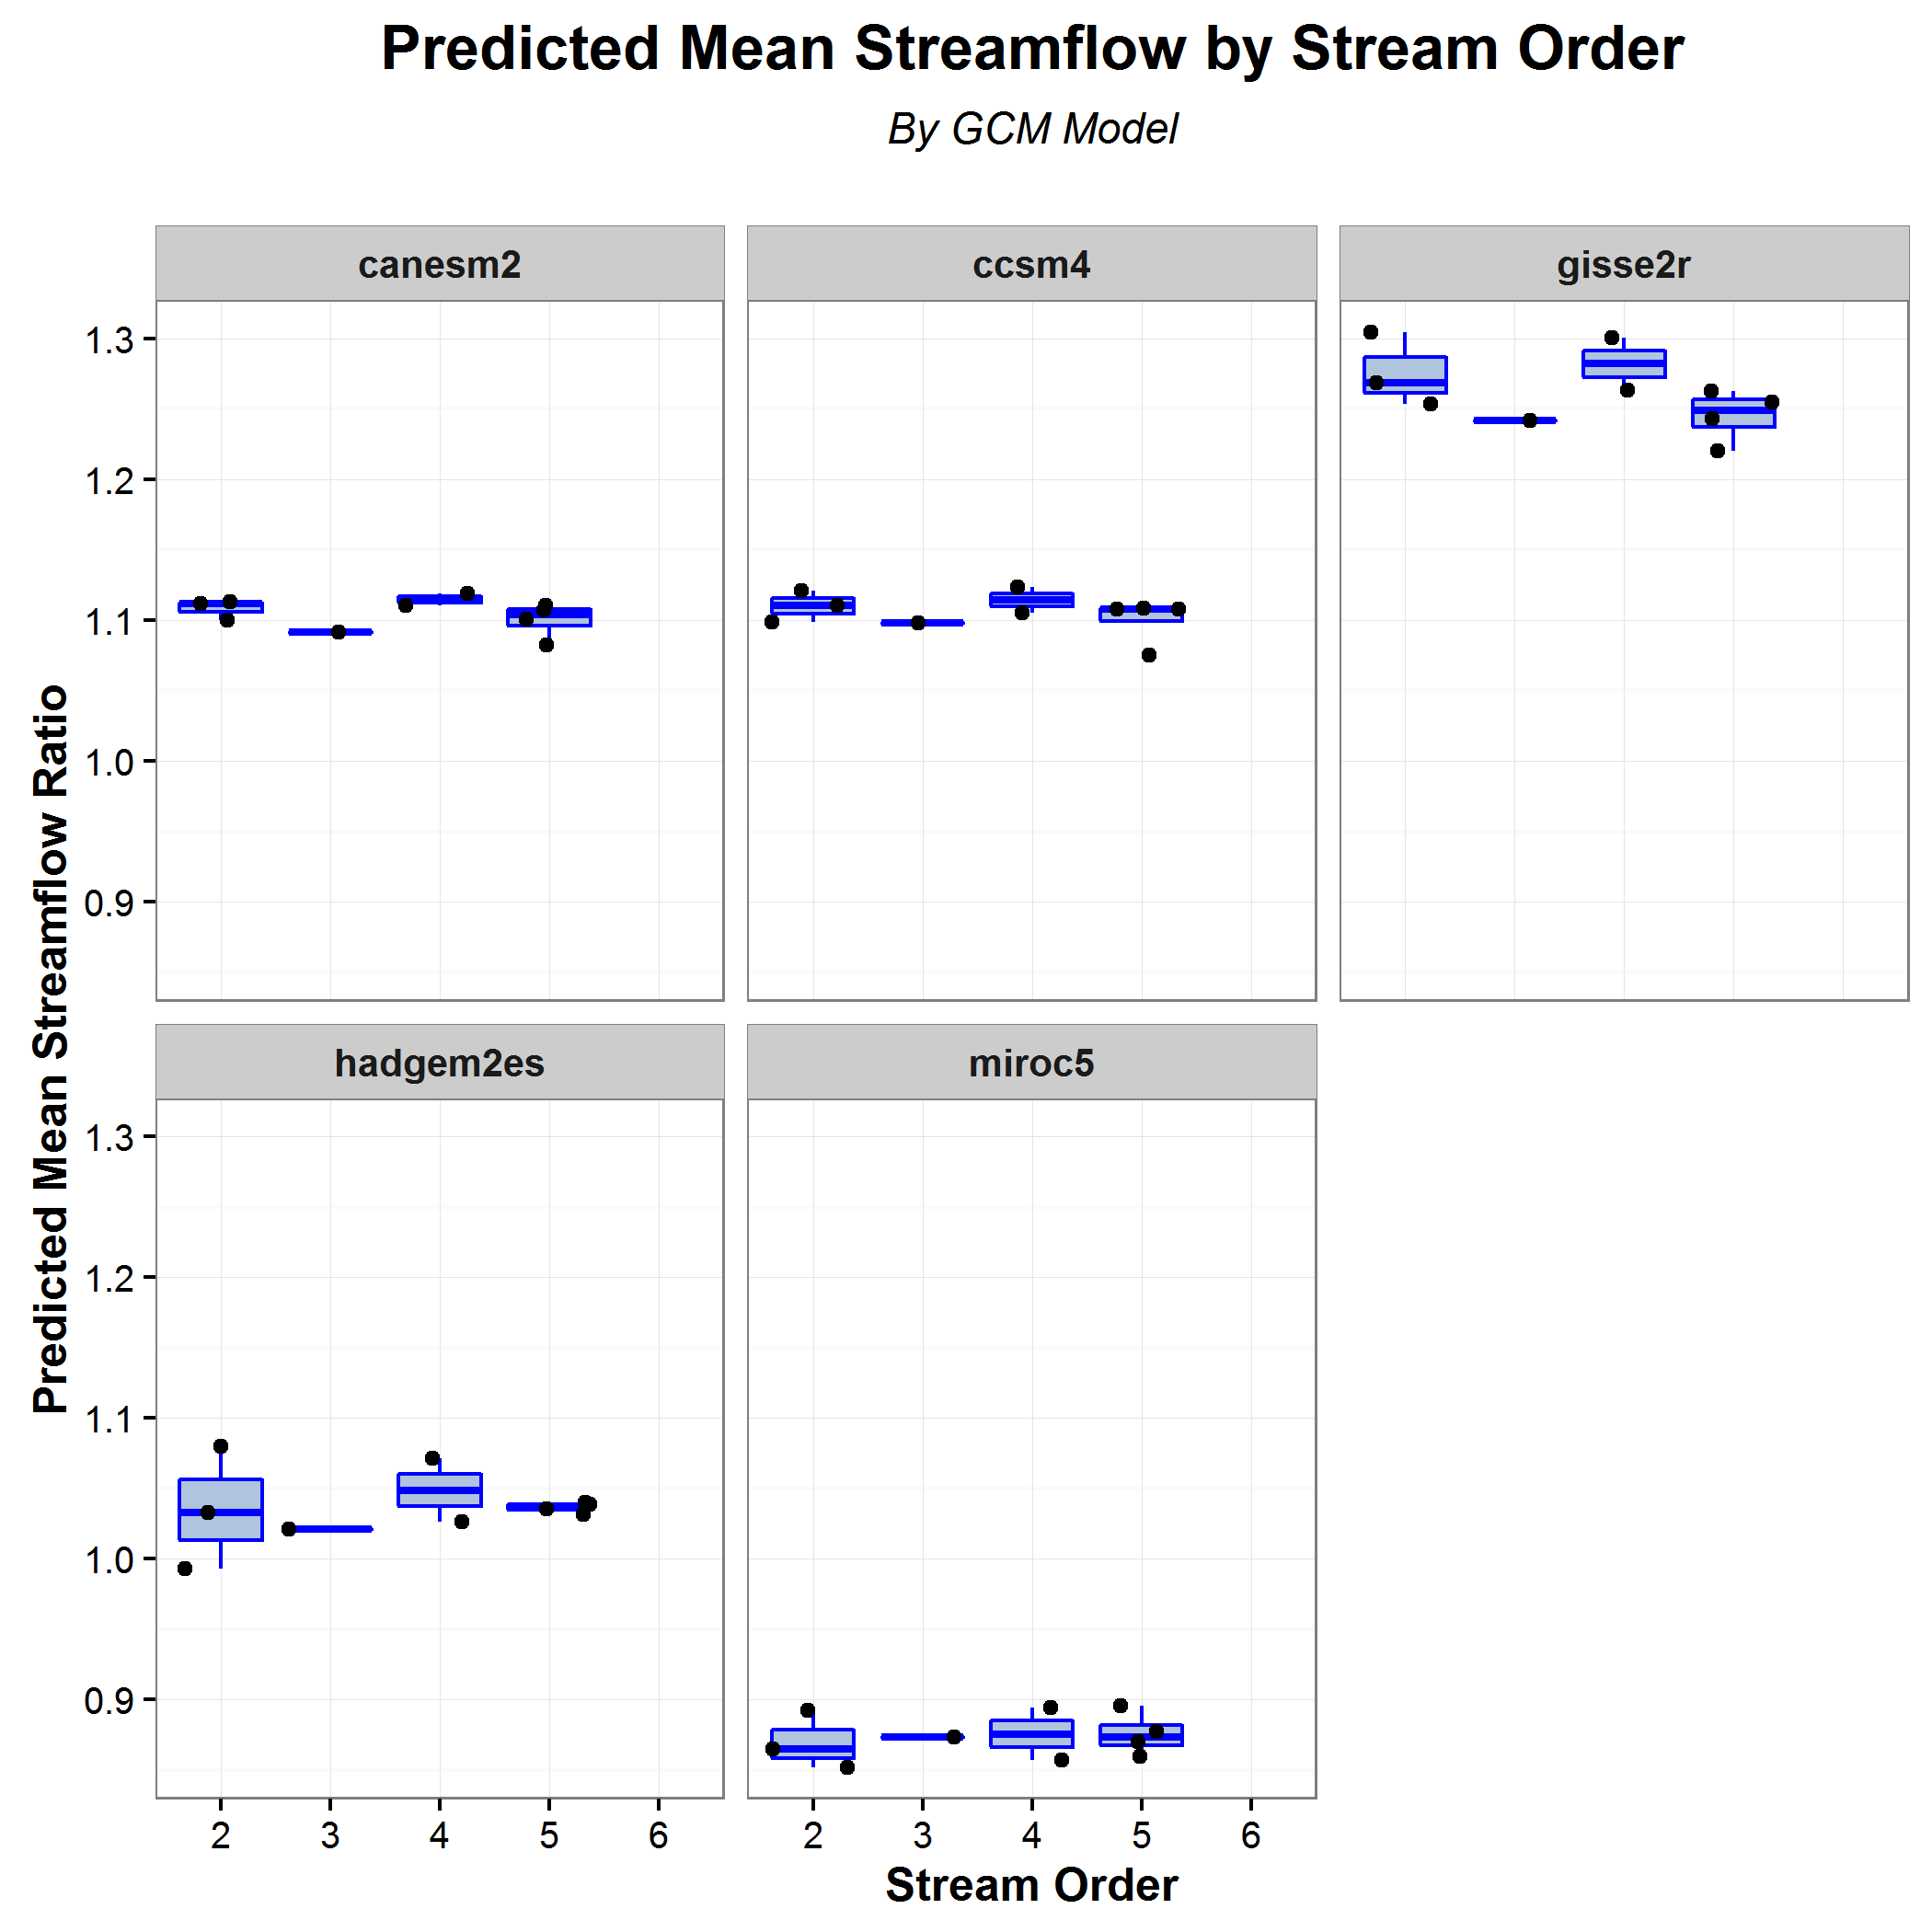 Predicted Mean Streamflow by Stream Order
By GCM Model
canesm2 ccsm4 gisse2r
1.3
1.2
1.1
1.0
0.9
Predicted Mean Streamflow Ratio
hadgem2es miroc5
1.3
1.2
1.1
1.0
0.9
2 3 4 5 6 2 3 4 5 6
Stream Order